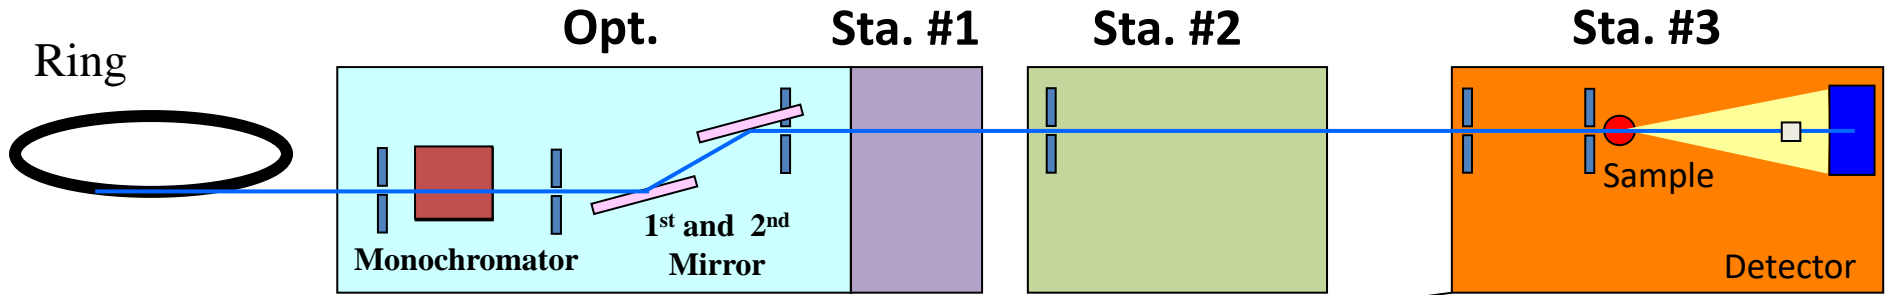 Opt.
Sta. #1
Sta. #2
Sta. #3
Ring
Sample
1st and 2nd
Mirror
Monochromator
Detector